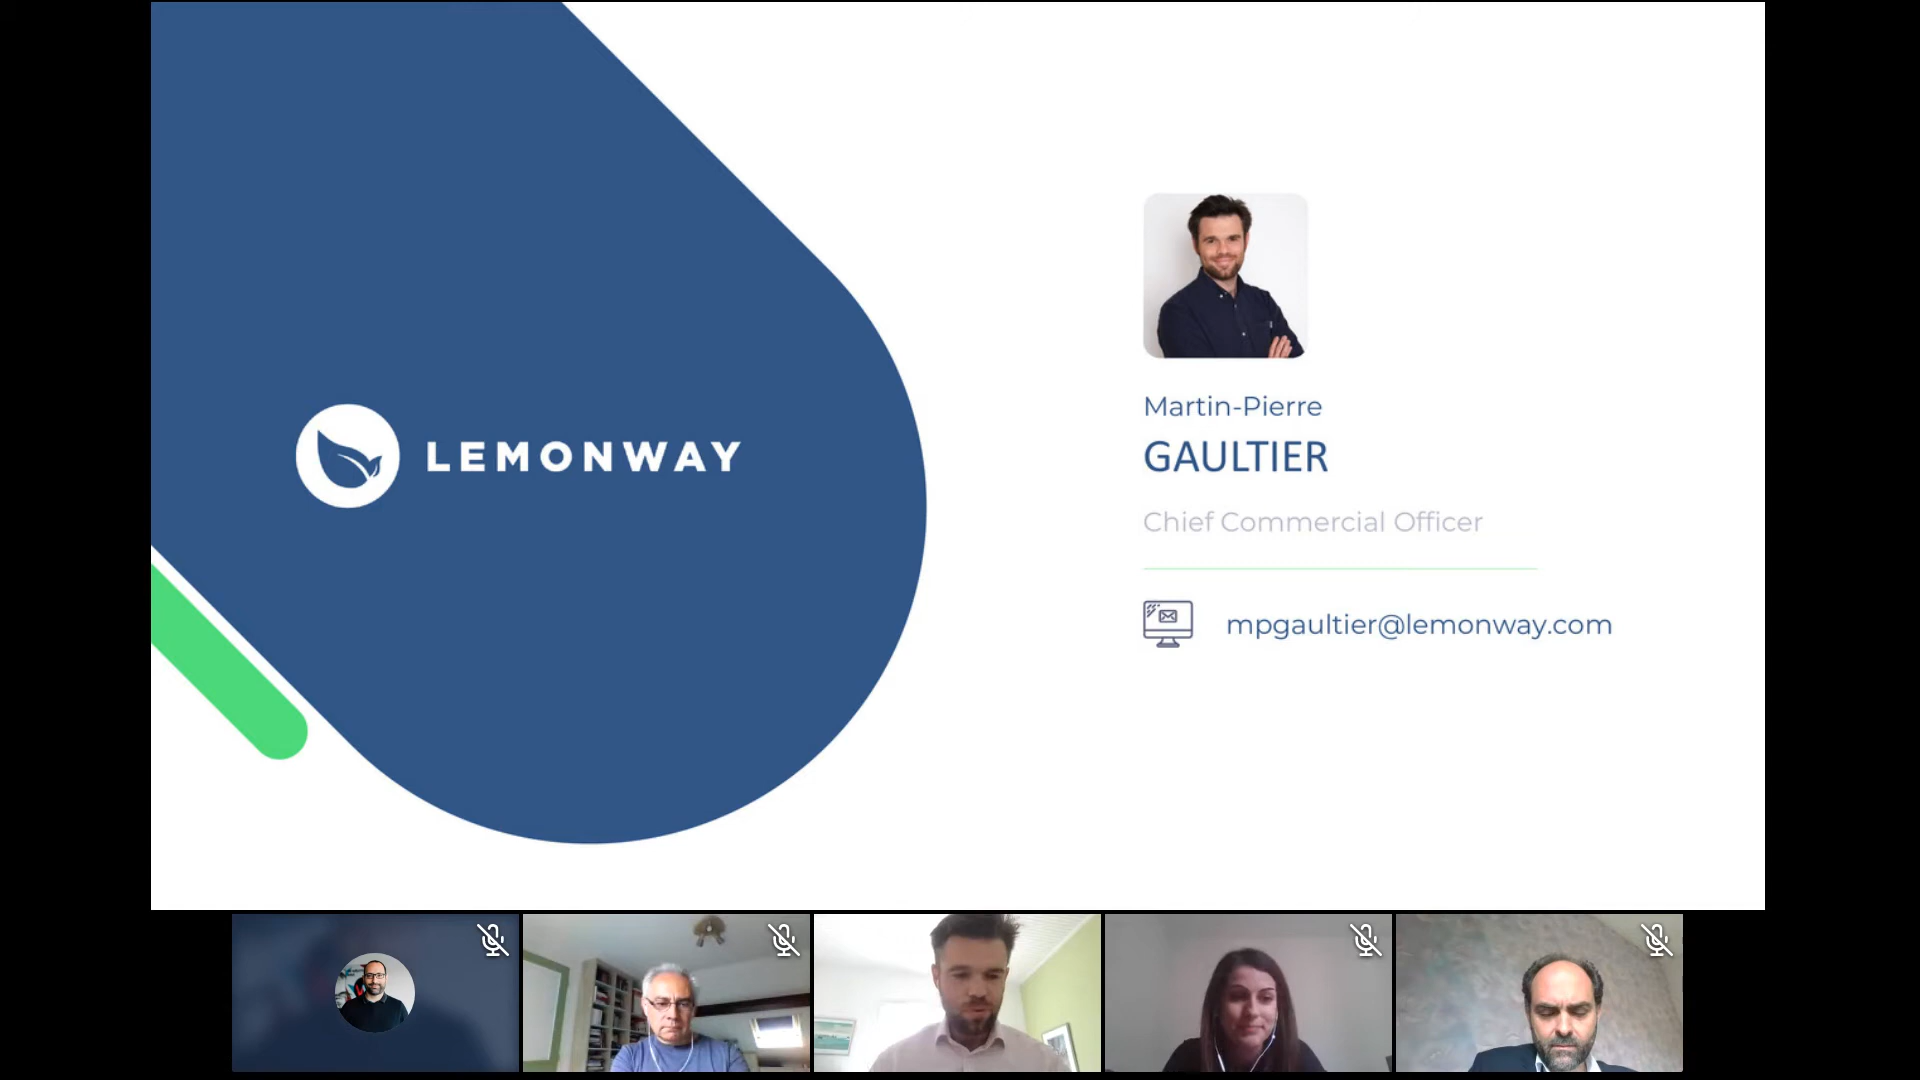 LEMONWAY
Martin-Pierre
GAULTIER
Chief Commercial Officer
mpgaultier@lemonway.com